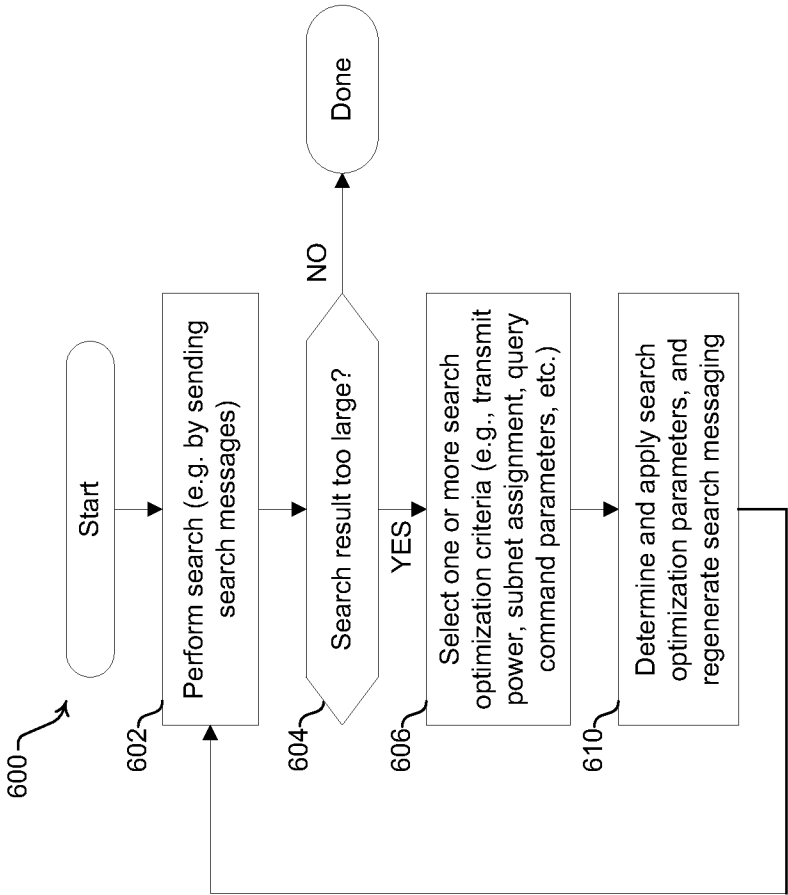 600
Start
602
Perform search (e.g. by sending
search messages)
604
Search result too large?
NO
Done
YES
606
Select one or more search
optimization criteria (e.g., transmit
power, subnet assignment, query
command parameters, etc.)
610
Determine and apply search
optimization parameters, and
regenerate search messaging